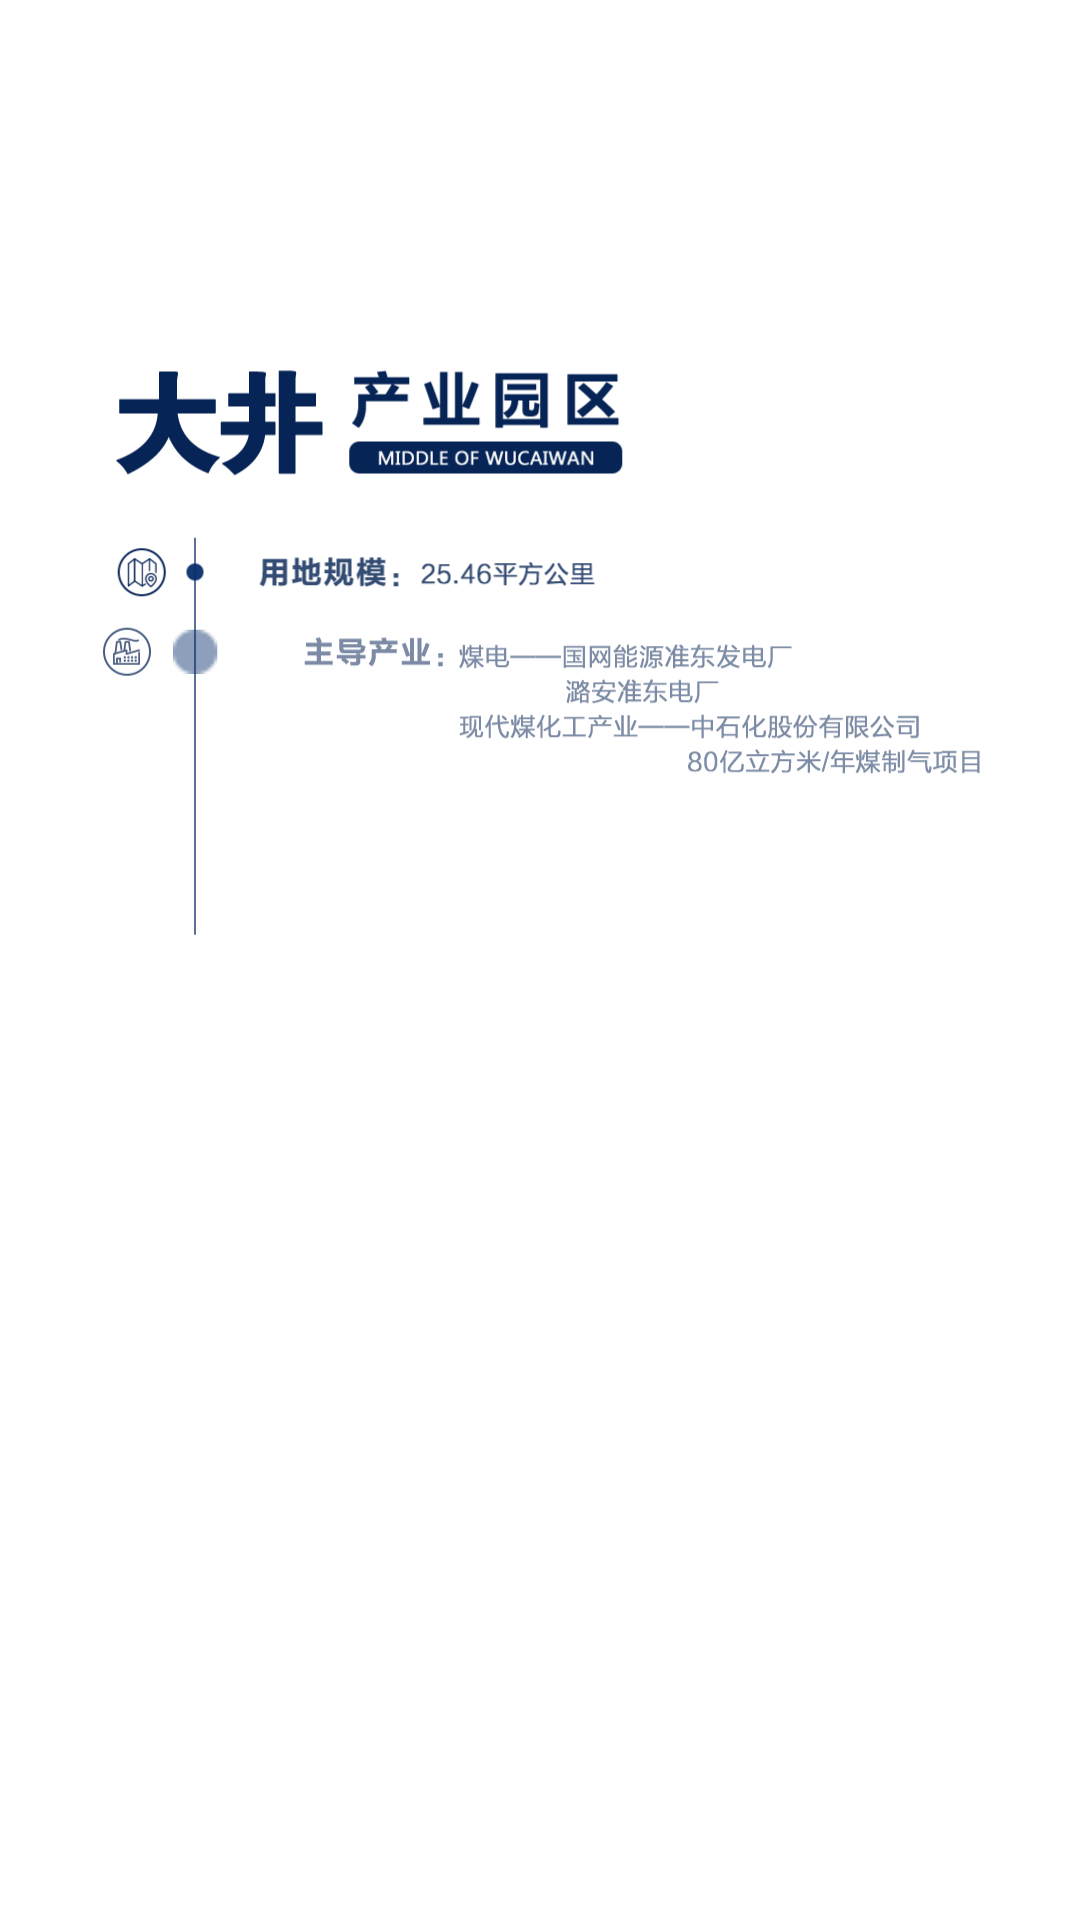 大井 产业园区
MIDDLE OF WUCAIWAN
用地规模：25.46平方公里
主导产业：煤电——国网能源准东发电厂
潞安准东电厂
现代煤化工产业——中石化股份有限公司
80亿立方米/年煤制气项目